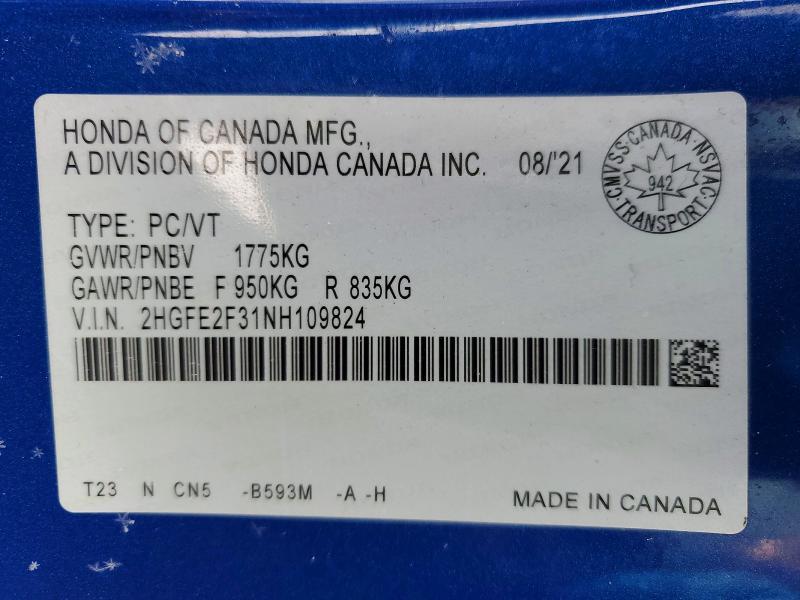 HONDA OF CANADA MFG.,
A DIVISION OF HONDA CANADA INC. 08/'21
CMVSS·CANADA·NSVAC
942
·TRANSPORT·
TYPE: PC/VT
GVWR/PNBV 1775KG
GAWR/PNBE F 950KG R 835KG
V.I.N. 2HGFE2F31NH109824
T23 N CN5 -B593M -A -H
MADE IN CANADA